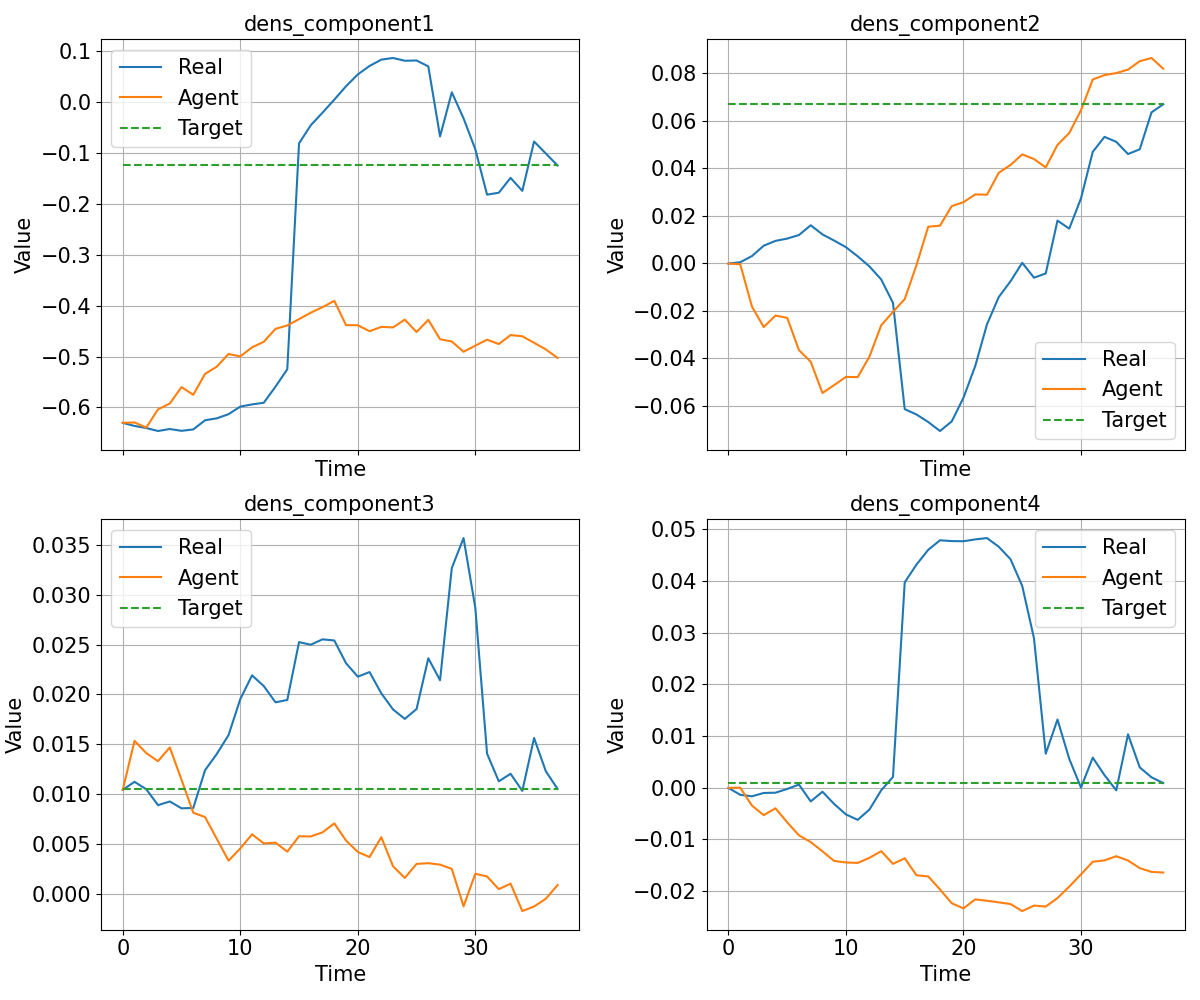 dens_component1
Value
0.1
0.0
−0.1
−0.2
−0.3
−0.4
−0.5
−0.6
Real
Agent
Target
Time
dens_component2
Value
0.08
0.06
0.04
0.02
0.00
−0.02
−0.04
−0.06
Real
Agent
Target
Time
dens_component3
Value
0.035
0.030
0.025
0.020
0.015
0.010
0.005
0.000
Real
Agent
Target
0 10 20 30
Time
dens_component4
Value
0.05
0.04
0.03
0.02
0.01
0.00
−0.01
−0.02
Real
Agent
Target
0 10 20 30
Time